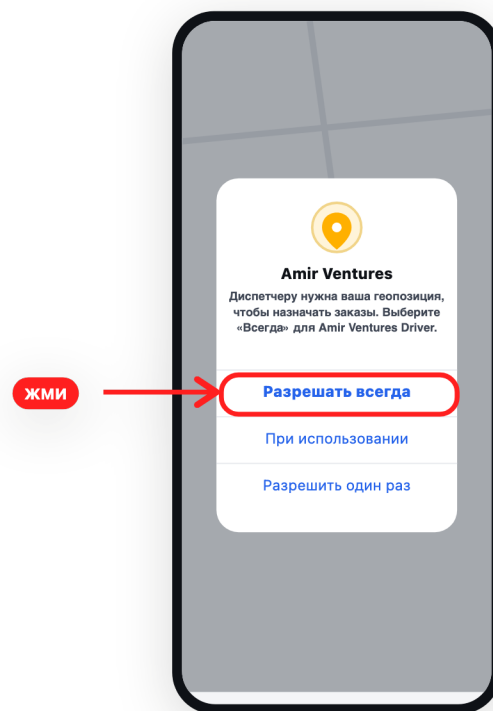 Amir Ventures
Диспетчеру нужна ваша геопозиция,
чтобы назначать заказы. Выберите
«Всегда» для Amir Ventures Driver.
жми
Разрешать всегда
При использовании
Разрешить один раз